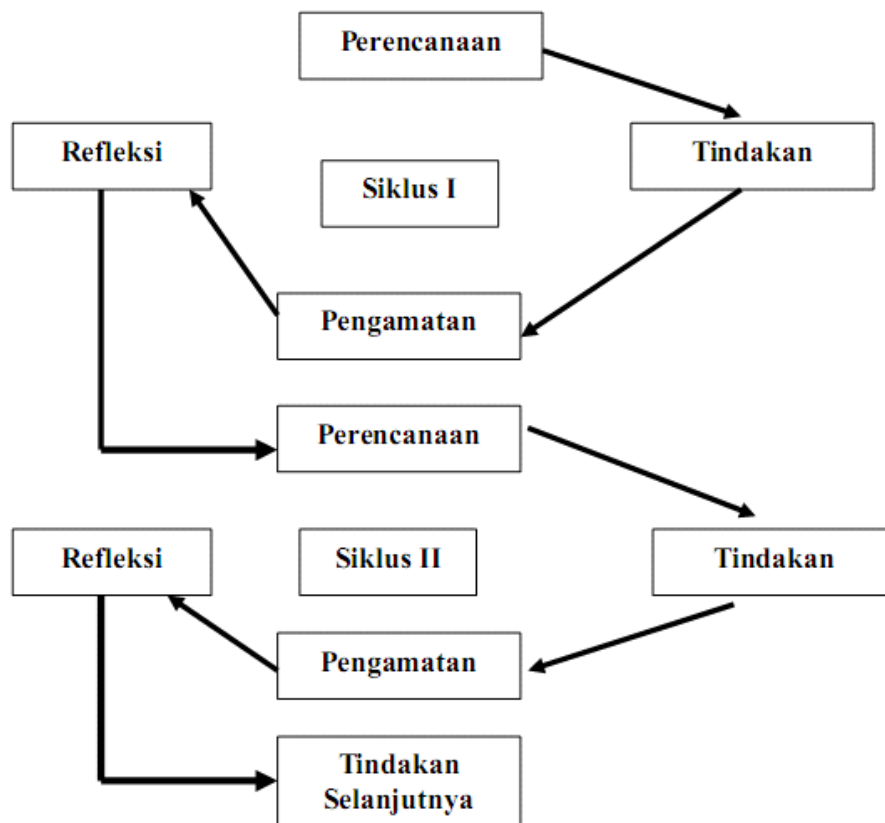 Perencanaan
Refleksi
Tindakan
Siklus I
Pengamatan
Perencanaan
Refleksi
Siklus II
Tindakan
Pengamatan
Tindakan
Selanjutnya